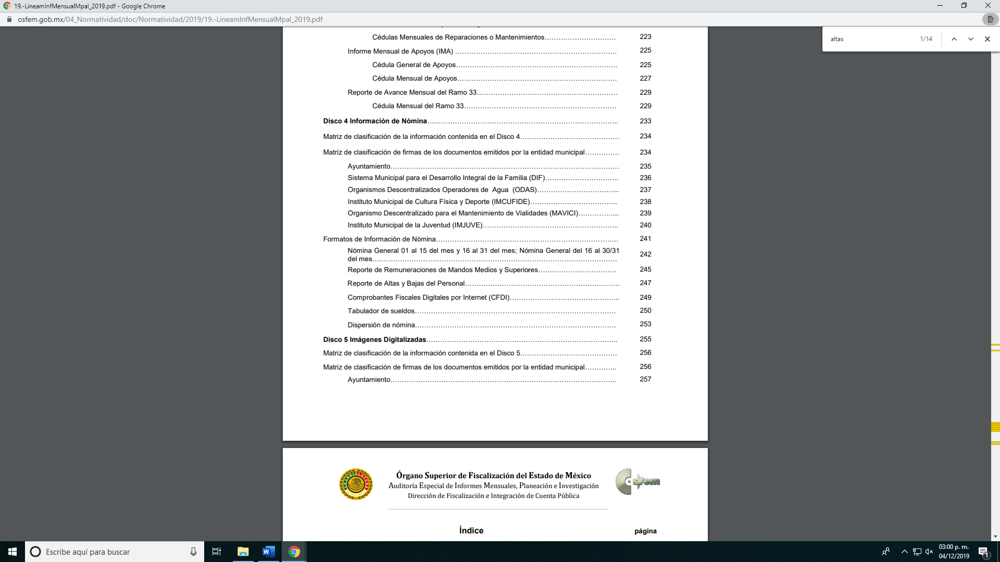 19.-LineamInfMensualMpal_2019.pdf - Google Chrome
osfem.gob.mx/04_Normatividad/doc/Normatividad/2019/19.-LineamInfMensualMpal_2019.pdf
altas 1/14
Cédulas Mensuales de Reparaciones o Mantenimientos………………………… 223
Informe Mensual de Apoyos (IMA) …………………………………………………………… 225
Cédula General de Apoyos…………………………………………………………… 225
Cédula Mensual de Apoyos…………………………………………………………… 227
Reporte de Avance Mensual del Ramo 33…………………………………………………… 229
Cédula Mensual del Ramo 33………………………………………………………… 229
Disco 4 Información de Nómina……………………………………………………………………….. 233
Matriz de clasificación de la información contenida en el Disco 4…………………………………… 234
Matriz de clasificación de firmas de los documentos emitidos por la entidad municipal…………… 234
Ayuntamiento……………………………………………………………………………………… 235
Sistema Municipal para el Desarrollo Integral de la Familia (DIF)………………………….. 236
Organismos Descentralizados Operadores de Agua (ODAS)……………………………... 237
Instituto Municipal de Cultura Física y Deporte (IMCUFIDE)……………………………….. 238
Organismo Descentralizado para el Mantenimiento de Vialidades (MAVICI)……………... 239
Instituto Municipal de la Juventud (IMJUVE)………………………………………………….. 240
Formatos de Información de Nómina…………………………………………………………………… 241
Nómina General 01 al 15 del mes y 16 al 31 del mes; Nómina General del 16 al 30/31
del mes…………………………………………………………………………………………… 242
Reporte de Remuneraciones de Mandos Medios y Superiores…………………………… 245
Reporte de Altas y Bajas del Personal…………………………………………………………. 247
Comprobantes Fiscales Digitales por Internet (CFDI)………………………………………... 249
Tabulador de sueldos…………………………………………………………………………… 250
Dispersión de nómina…………………………………………………………………………… 253
Disco 5 Imágenes Digitalizadas……………………………………………………………………….. 255
Matriz de clasificación de la información contenida en el Disco 5…………………………………… 256
Matriz de clasificación de firmas de los documentos emitidos por la entidad municipal………….. 256
Ayuntamiento…………………………………………………………………………………….. 257
Órgano Superior de Fiscalización del Estado de México
Auditoría Especial de Informes Mensuales, Planeación e Investigación
Dirección de Fiscalización e Integración de Cuenta Pública
osfem
Índice página
Escribe aquí para buscar
03:00 p. m.
04/12/2019
1